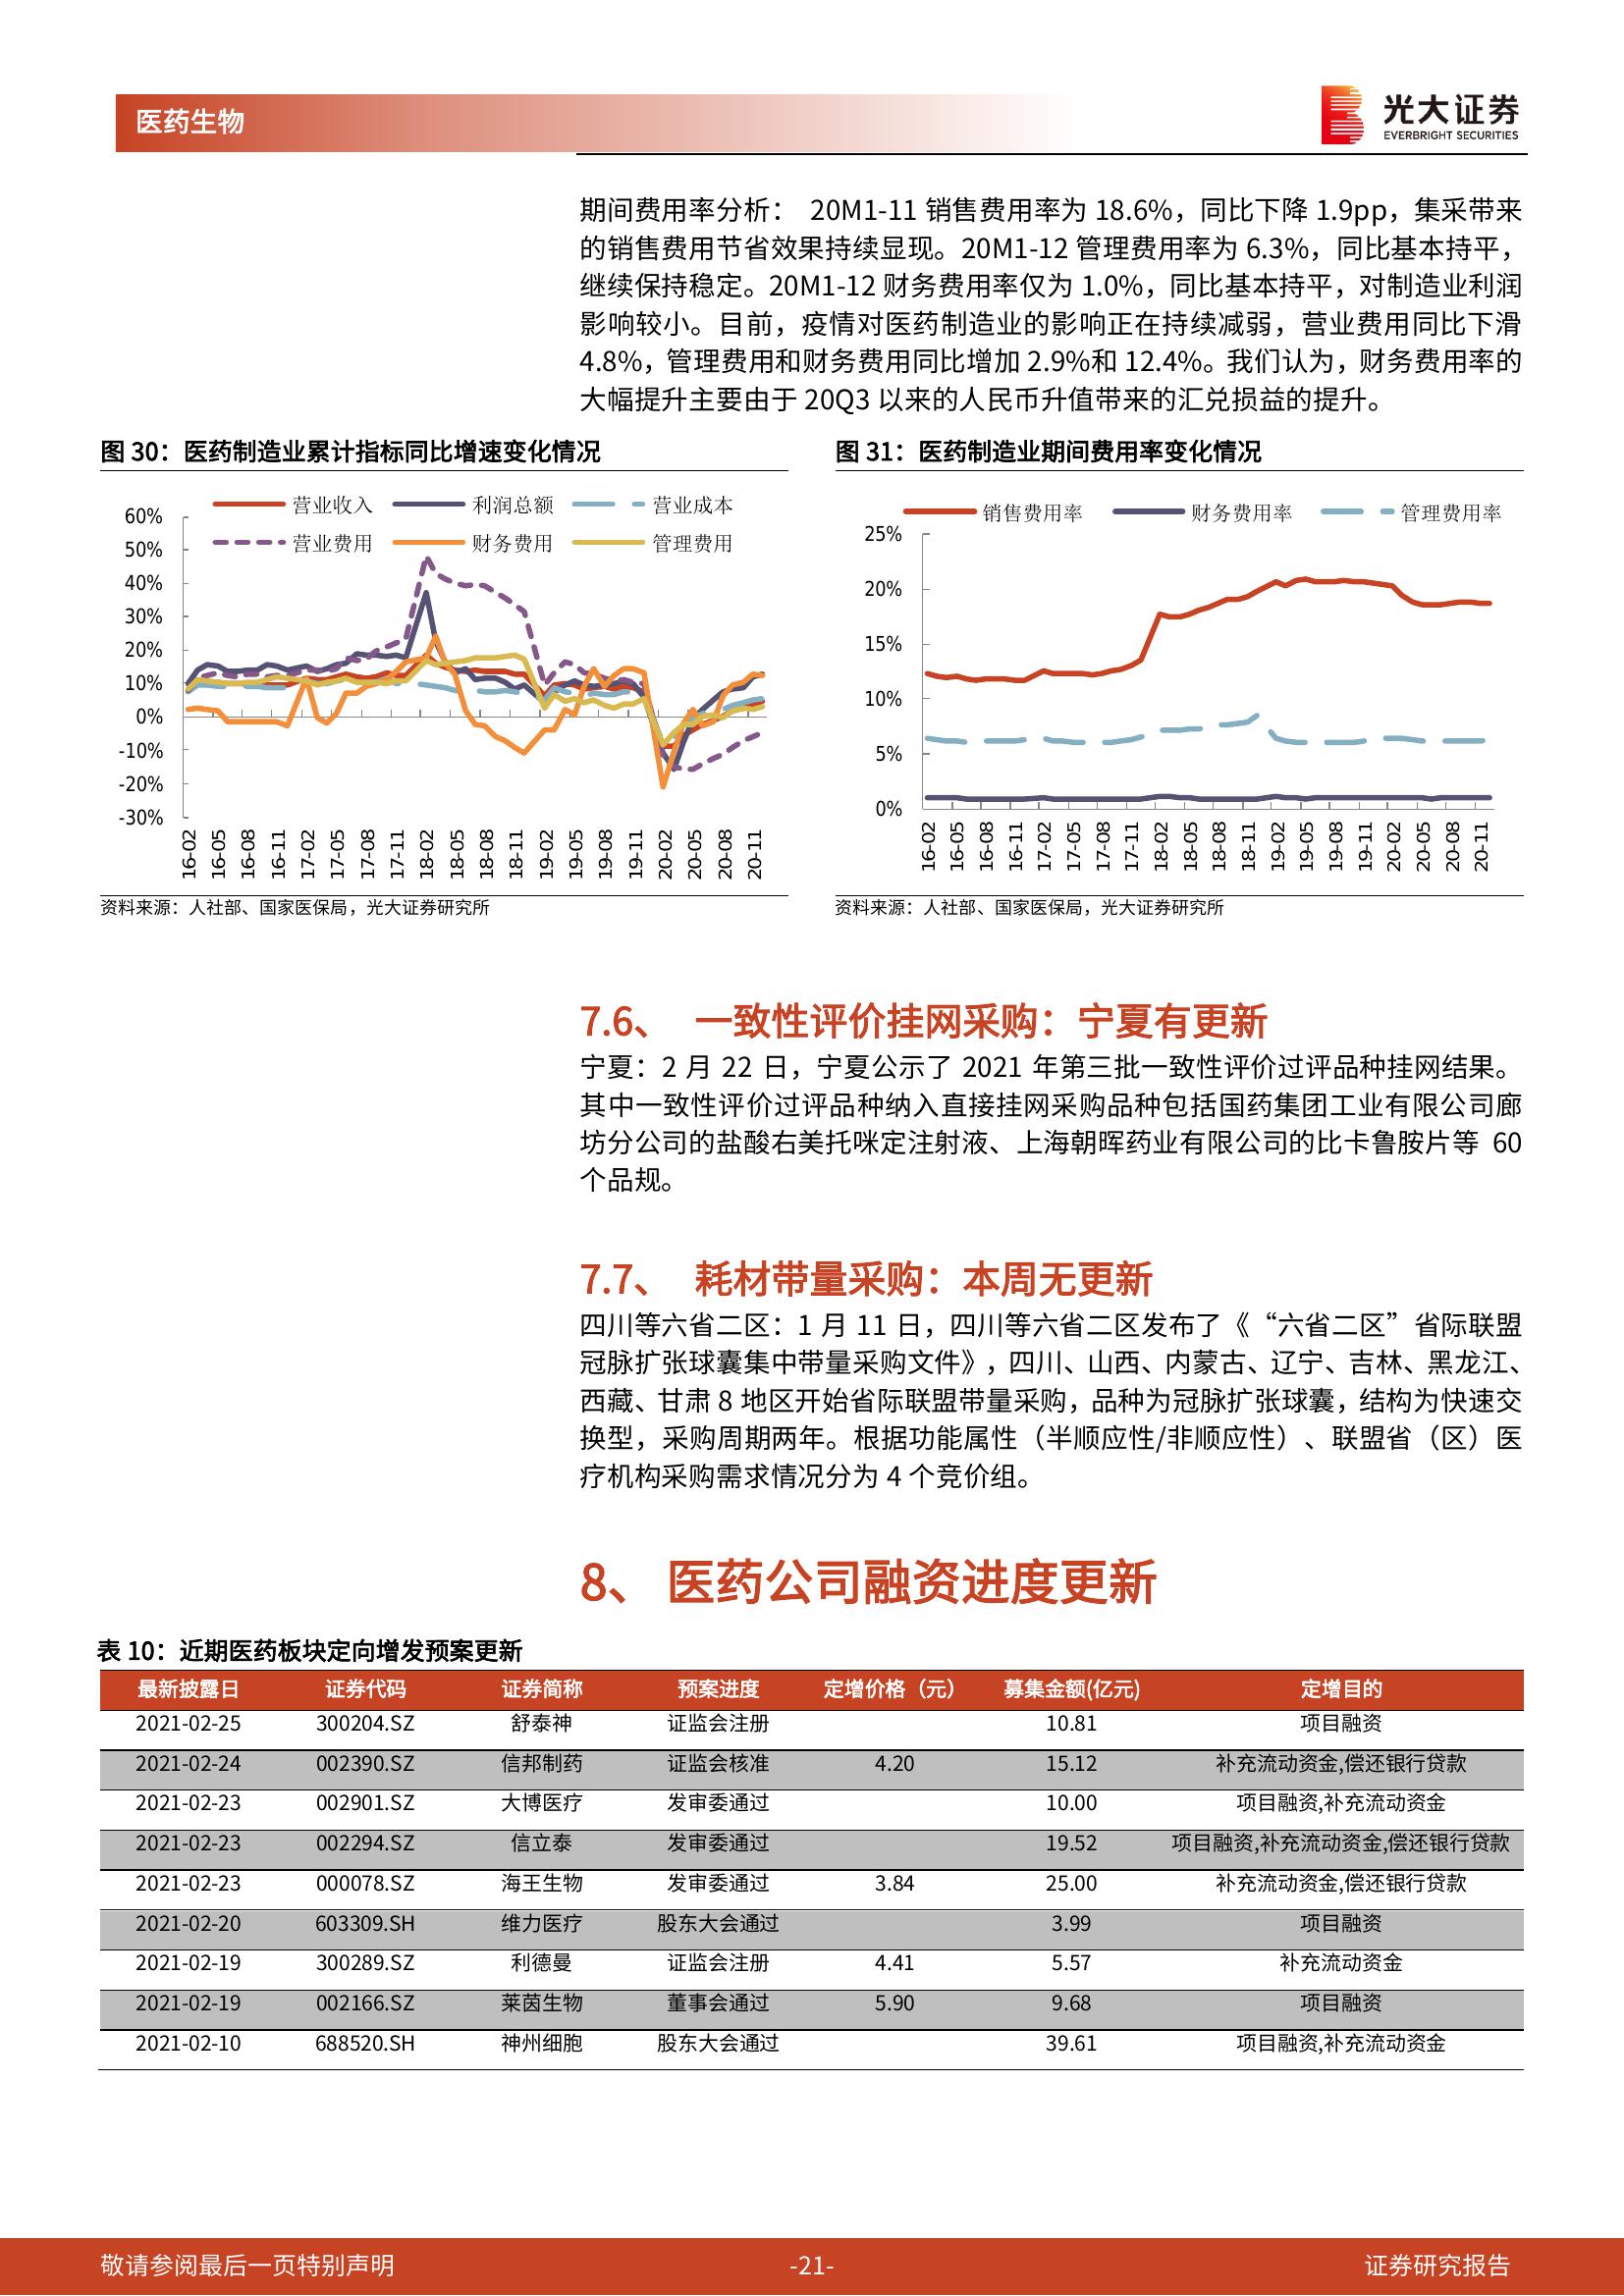 医药生物
光大证券
EVERBRIGHT SECURITIES
期间费用率分析： 20M1-11 销售费用率为 18.6%，同比下降 1.9pp，集采带来
的销售费用节省效果持续显现。20M1-12 管理费用率为 6.3%，同比基本持平，
继续保持稳定。20M1-12 财务费用率仅为 1.0%，同比基本持平，对制造业利润
影响较小。目前，疫情对医药制造业的影响正在持续减弱，营业费用同比下滑
4.8%，管理费用和财务费用同比增加 2.9%和 12.4%。我们认为，财务费用率的
大幅提升主要由于 20Q3 以来的人民币升值带来的汇兑损益的提升。
图 30：医药制造业累计指标同比增速变化情况
营业收入 利润总额 营业成本
营业费用 财务费用 管理费用
60%
50%
40%
30%
20%
10%
0%
-10%
-20%
-30%
16-02 16-05 16-08 16-11 17-02 17-05 17-08 17-11 18-02 18-05 18-08 18-11 19-02 19-05 19-08 19-11 20-02 20-05 20-08 20-11
资料来源：人社部、国家医保局，光大证券研究所
图 31：医药制造业期间费用率变化情况
销售费用率 财务费用率 管理费用率
25%
20%
15%
10%
5%
0%
16-02 16-05 16-08 16-11 17-02 17-05 17-08 17-11 18-02 18-05 18-08 18-11 19-02 19-05 19-08 19-11 20-02 20-05 20-08 20-11
资料来源：人社部、国家医保局，光大证券研究所
7.6、 一致性评价挂网采购：宁夏有更新
宁夏：2 月 22 日，宁夏公示了 2021 年第三批一致性评价过评品种挂网结果。
其中一致性评价过评品种纳入直接挂网采购品种包括国药集团工业有限公司廊
坊分公司的盐酸右美托咪定注射液、上海朝晖药业有限公司的比卡鲁胺片等 60
个品规。
7.7、 耗材带量采购：本周无更新
四川等六省二区：1 月 11 日，四川等六省二区发布了《“六省二区”省际联盟
冠脉扩张球囊集中带量采购文件》，四川、山西、内蒙古、辽宁、吉林、黑龙江、
西藏、甘肃 8 地区开始省际联盟带量采购，品种为冠脉扩张球囊，结构为快速交
换型，采购周期两年。根据功能属性（半顺应性/非顺应性）、联盟省（区）医
疗机构采购需求情况分为 4 个竞价组。
8、 医药公司融资进度更新
表 10：近期医药板块定向增发预案更新
最新披露日 证券代码 证券简称 预案进度 定增价格（元） 募集金额(亿元) 定增目的
2021-02-25 300204.SZ 舒泰神 证监会注册 10.81 项目融资
2021-02-24 002390.SZ 信邦制药 证监会核准 4.20 15.12 补充流动资金,偿还银行贷款
2021-02-23 002901.SZ 大博医疗 发审委通过 10.00 项目融资,补充流动资金
2021-02-23 002294.SZ 信立泰 发审委通过 19.52 项目融资,补充流动资金,偿还银行贷款
2021-02-23 000078.SZ 海王生物 发审委通过 3.84 25.00 补充流动资金,偿还银行贷款
2021-02-20 603309.SH 维力医疗 股东大会通过 3.99 项目融资
2021-02-19 300289.SZ 利德曼 证监会注册 4.41 5.57 补充流动资金
2021-02-19 002166.SZ 莱茵生物 董事会通过 5.90 9.68 项目融资
2021-02-10 688520.SH 神州细胞 股东大会通过 39.61 项目融资,补充流动资金
敬请参阅最后一页特别声明 -21- 证券研究报告